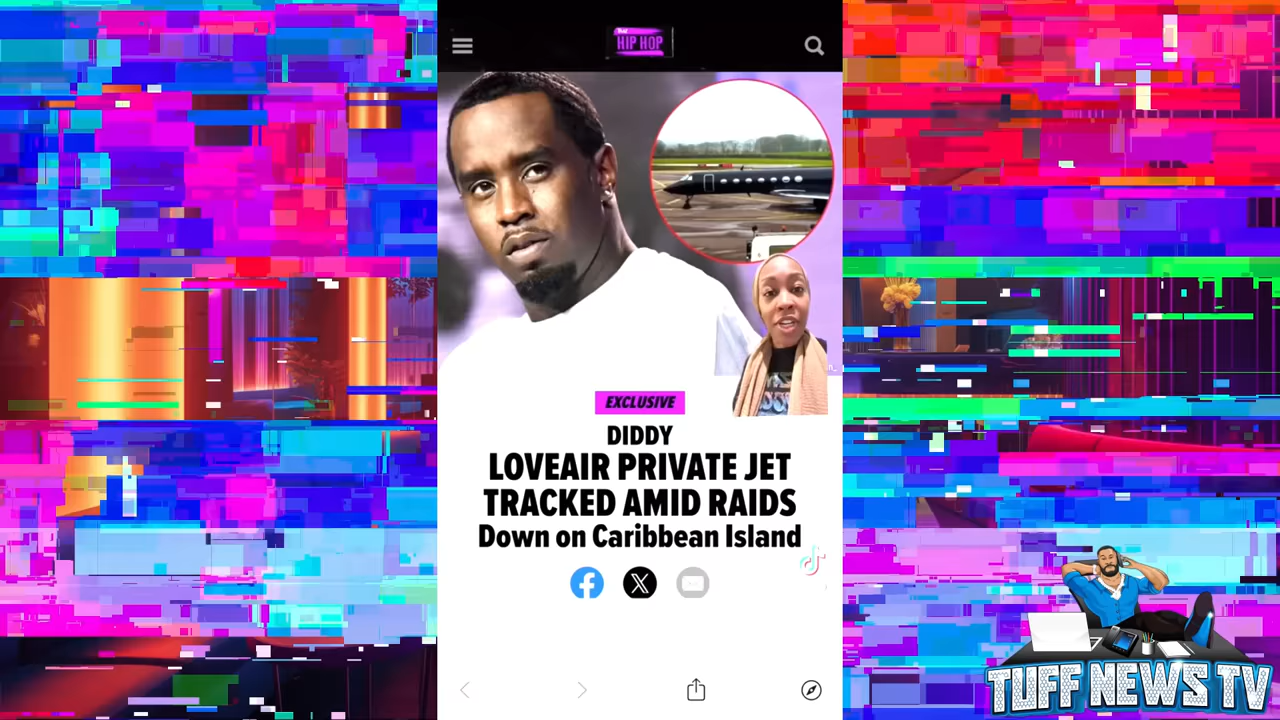 HIP HOP
EXCLUSIVE
DIDDY
LOVEAIR PRIVATE JET
TRACKED AMID RAIDS
Down on Caribbean Island
TUFF NEWS TV